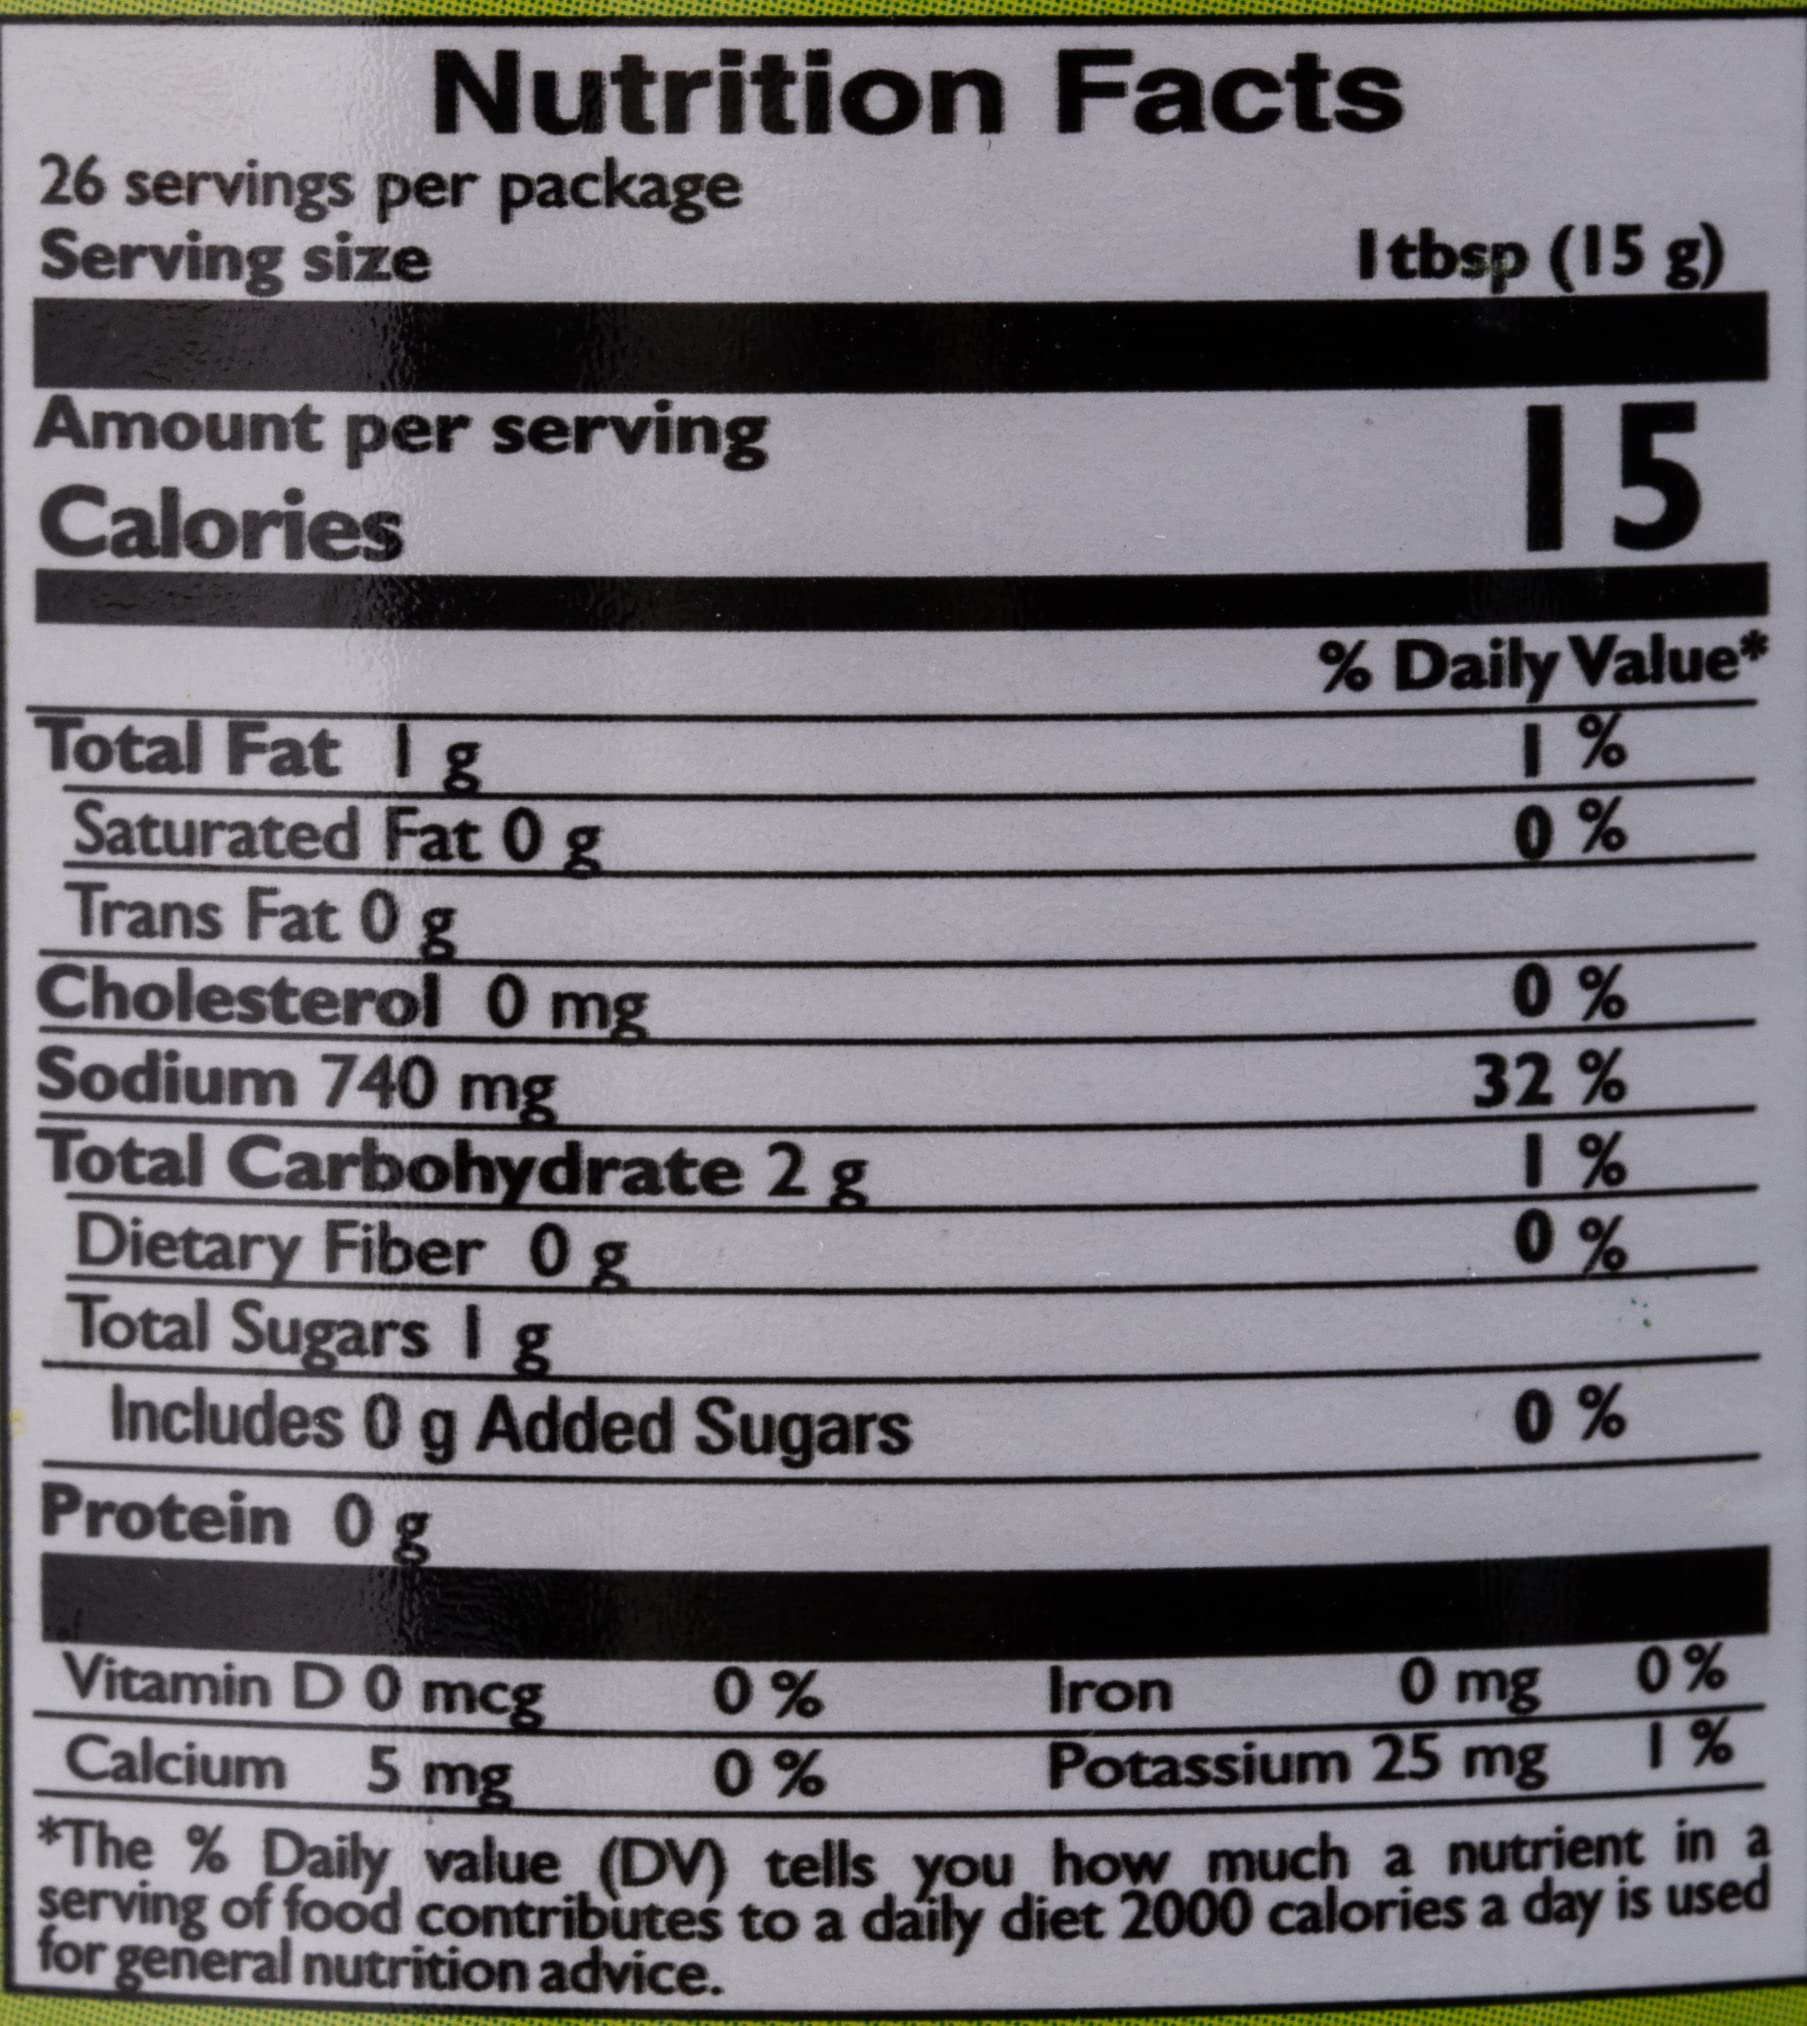 Nutrition Facts
26 servings per package
Serving size 1 tbsp (15 g)
Amount per serving
Calories 15
% Daily Value*
Total Fat 1 g 1 %
Saturated Fat 0 g 0 %
Trans Fat 0 g
Cholesterol 0 mg 0 %
Sodium 740 mg 32 %
Total Carbohydrate 2 g 1 %
Dietary Fiber 0 g 0 %
Total Sugars 1 g
Includes 0 g Added Sugars 0 %
Protein 0 g
Vitamin D 0 mcg 0 % Iron 0 mg 0 %
Calcium 5 mg 0 % Potassium 25 mg 1 %
*The % Daily value (DV) tells you how much a nutrient in a
serving of food contributes to a daily diet 2000 calories a day is used
for general nutrition advice.